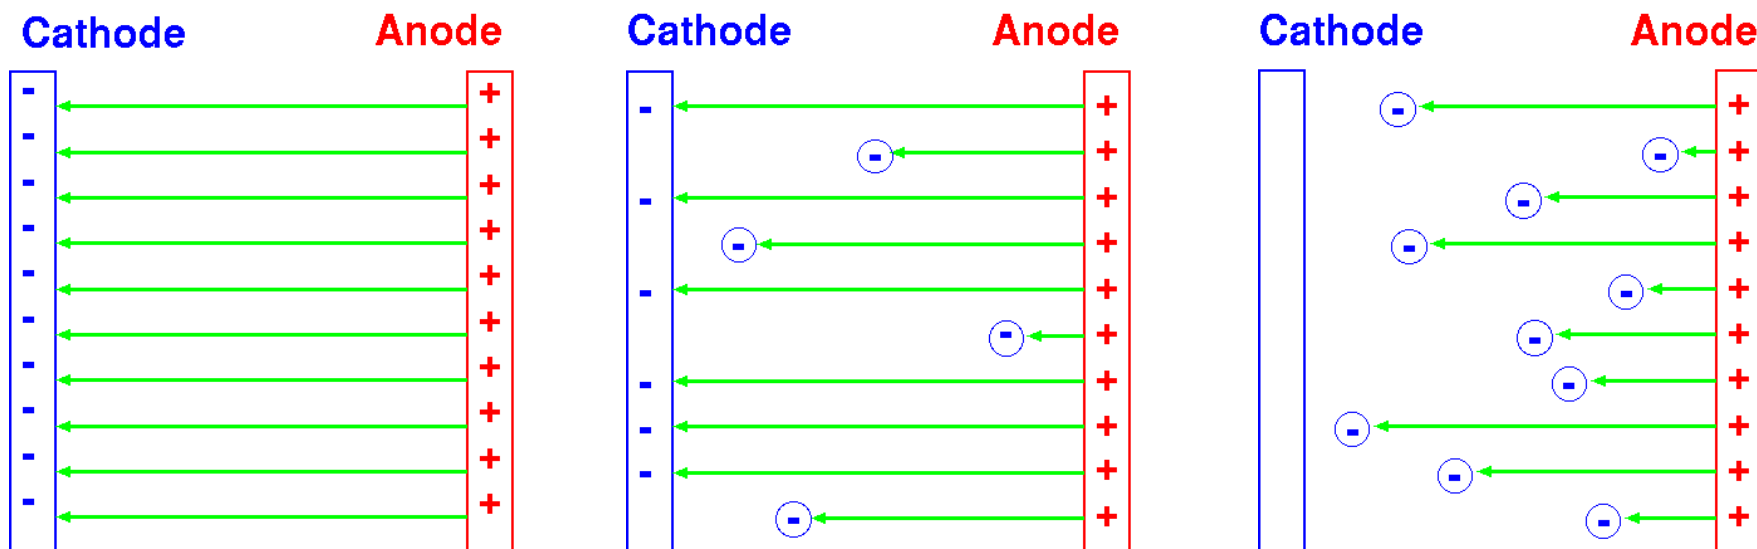 Cathode Anode Cathode Anode Cathode Anode
- + - + - +
- + - + - +
- + - + - +
- + - + - +
- + - + - +
- + - + - +
- + - + - +
- + - + - +
- + - + - +
- + - + - +